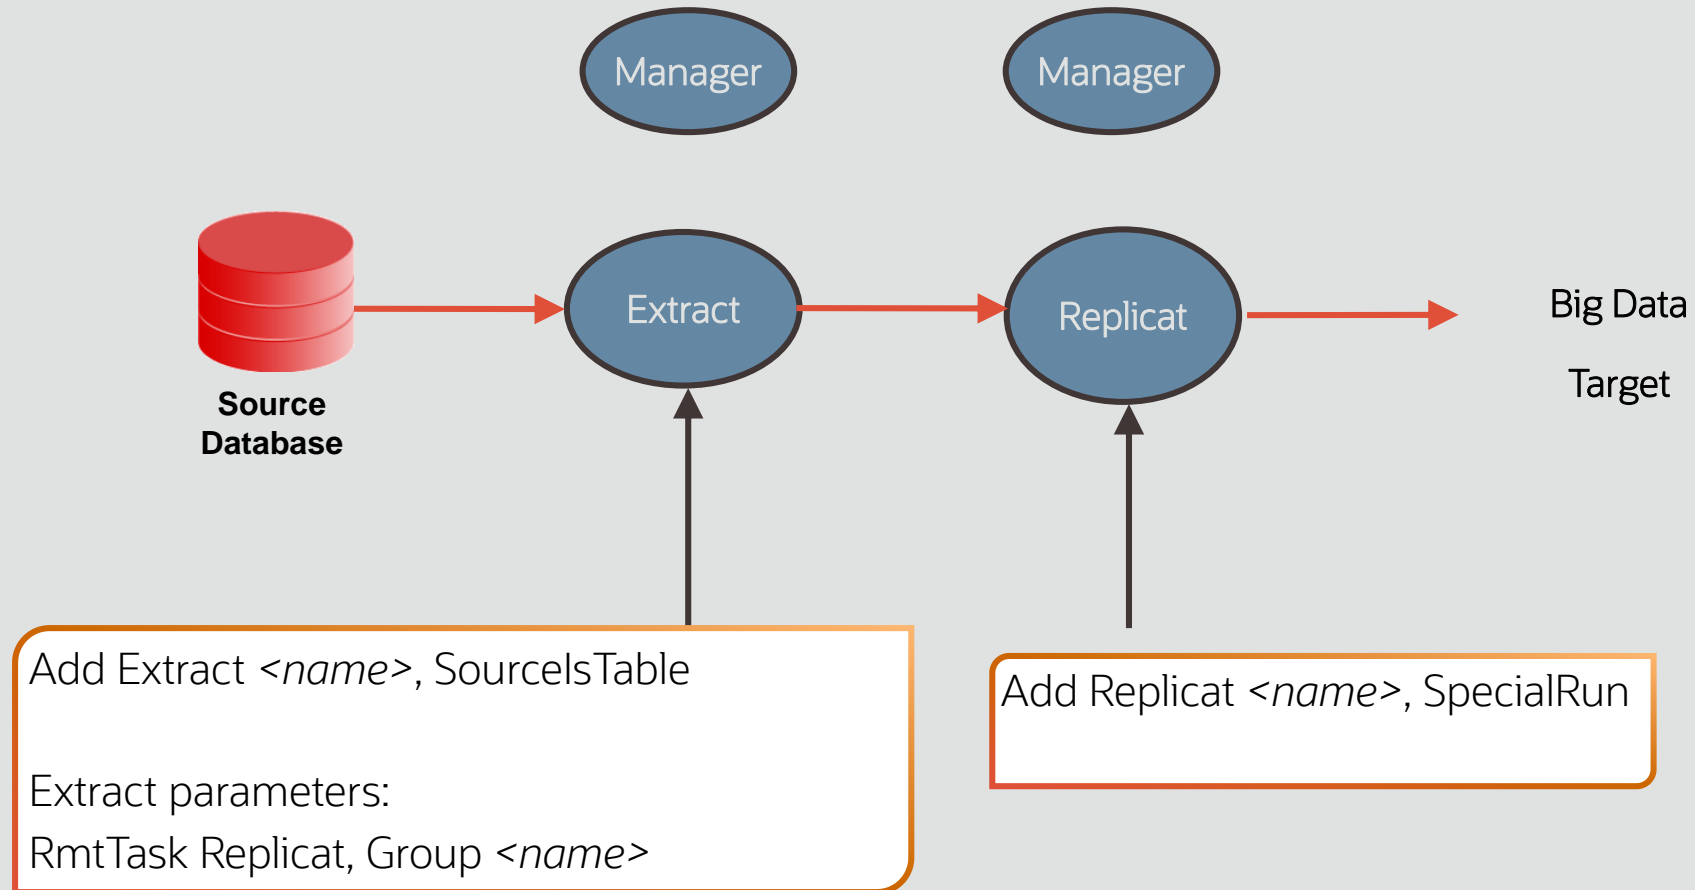 Manager
Manager
Source
Database
Extract
Replicat
Big Data
Target
Add Extract <name>, SourceIsTable
Extract parameters:
RmtTask Replicat, Group <name>
Add Replicat <name>, SpecialRun